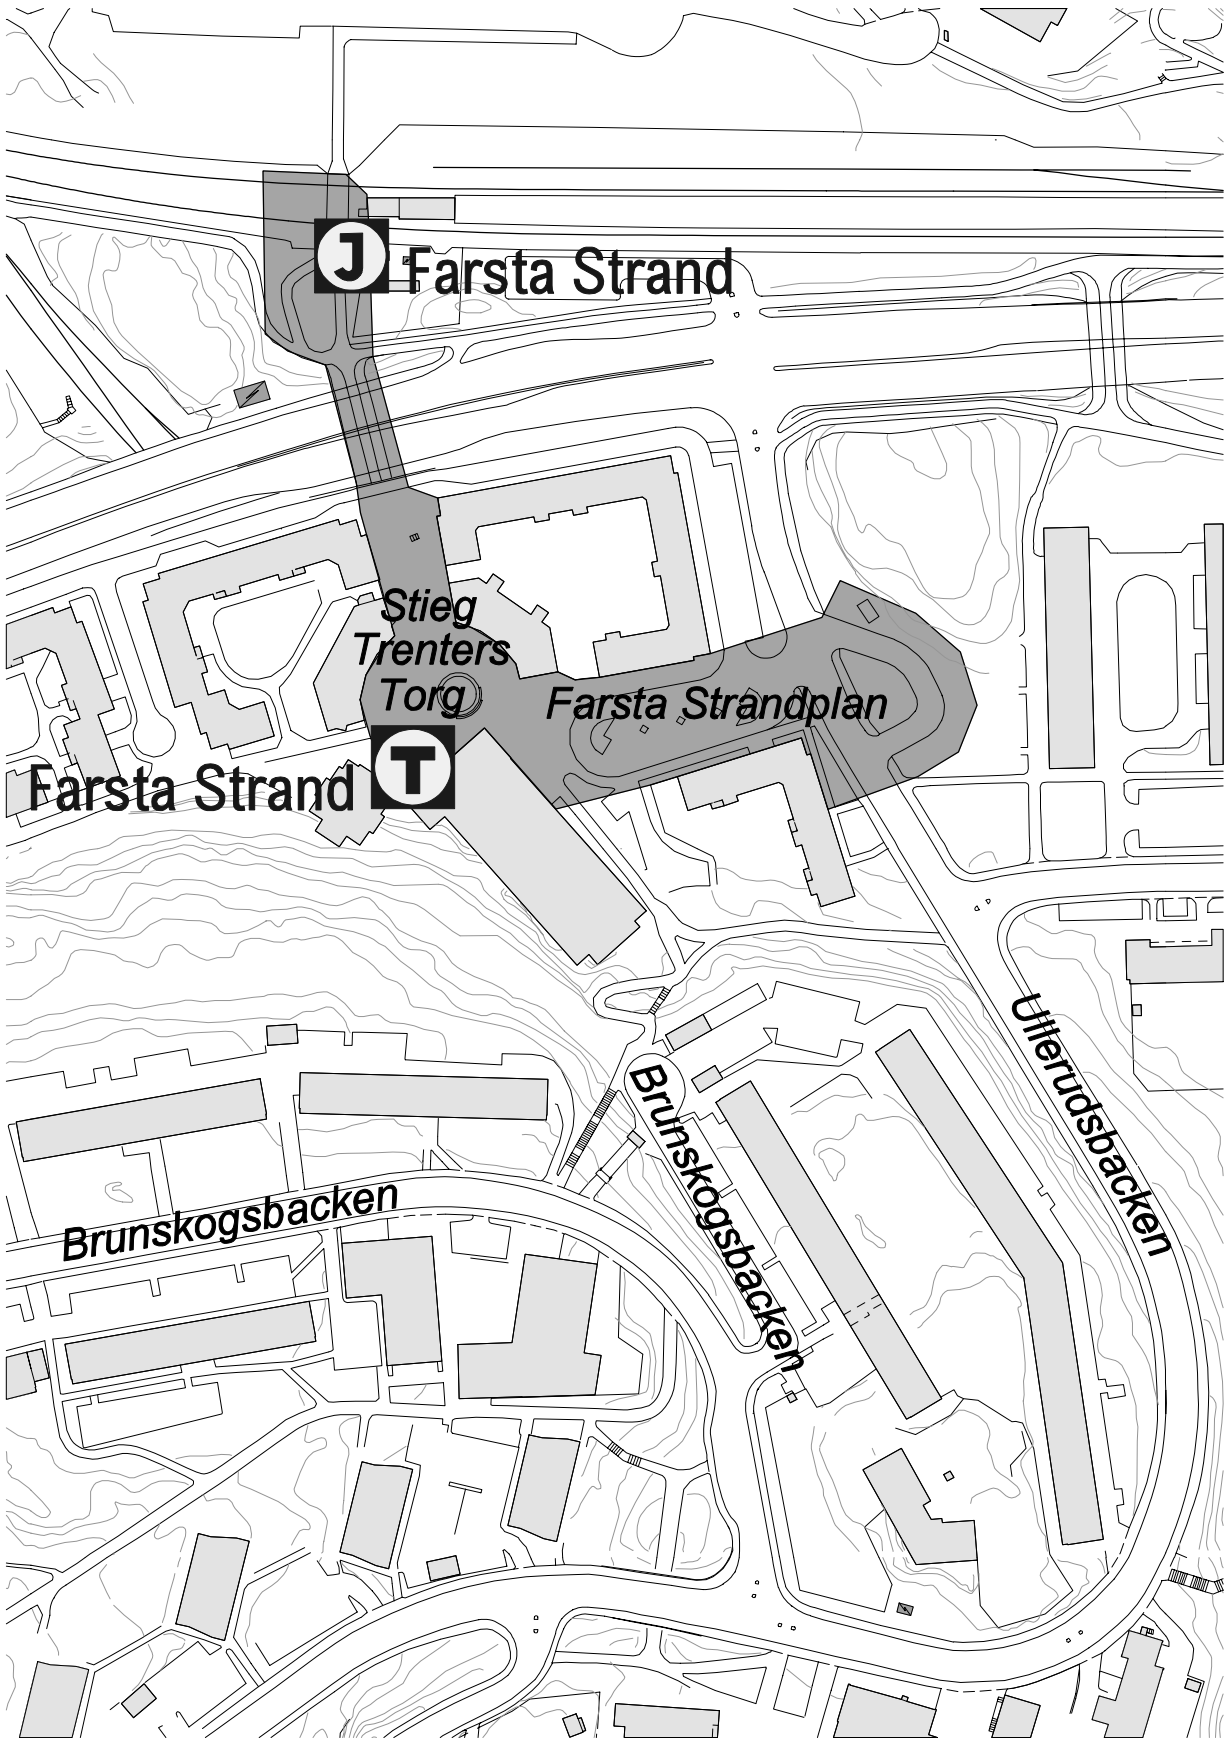 J Farsta Strand
Stieg
Trenters
Torg
Farsta Strandplan
Farsta Strand T
Ullerudsbacken
Brunskogsbacken
Brunskogsbacken